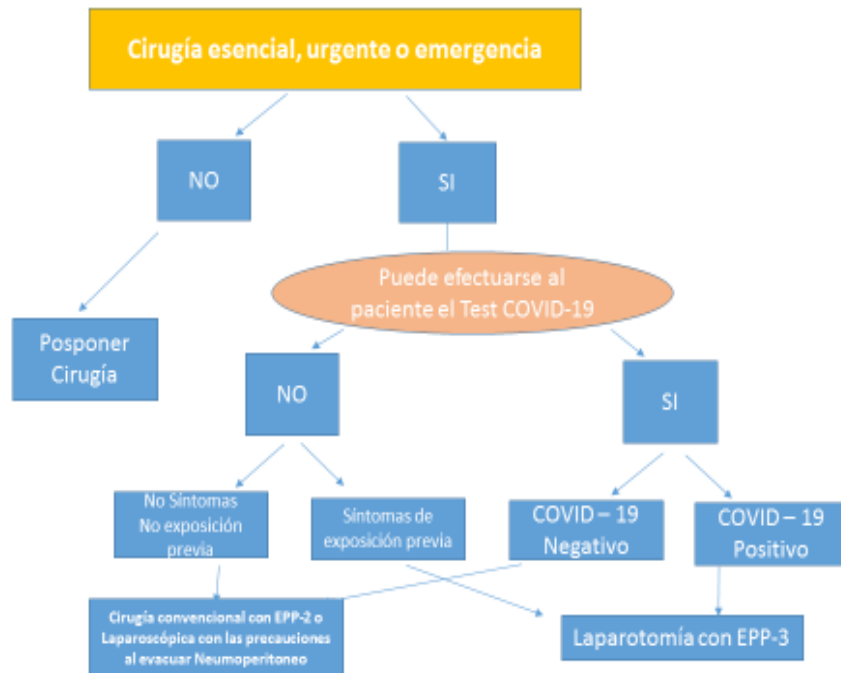 Cirugía esencial, urgente o emergencia
NO
SI
Puede efectuarse al
paciente el Test COVID-19
Posponer
Cirugía
NO
SI
No Síntomas
No exposición
previa
Síntomas de
exposición previa
COVID – 19
Negativo
COVID – 19
Positivo
Cirugía convencional con EPP-2 o
Laparoscópica con las precauciones
al evacuar Neumoperitoneo
Laparotomía con EPP-3